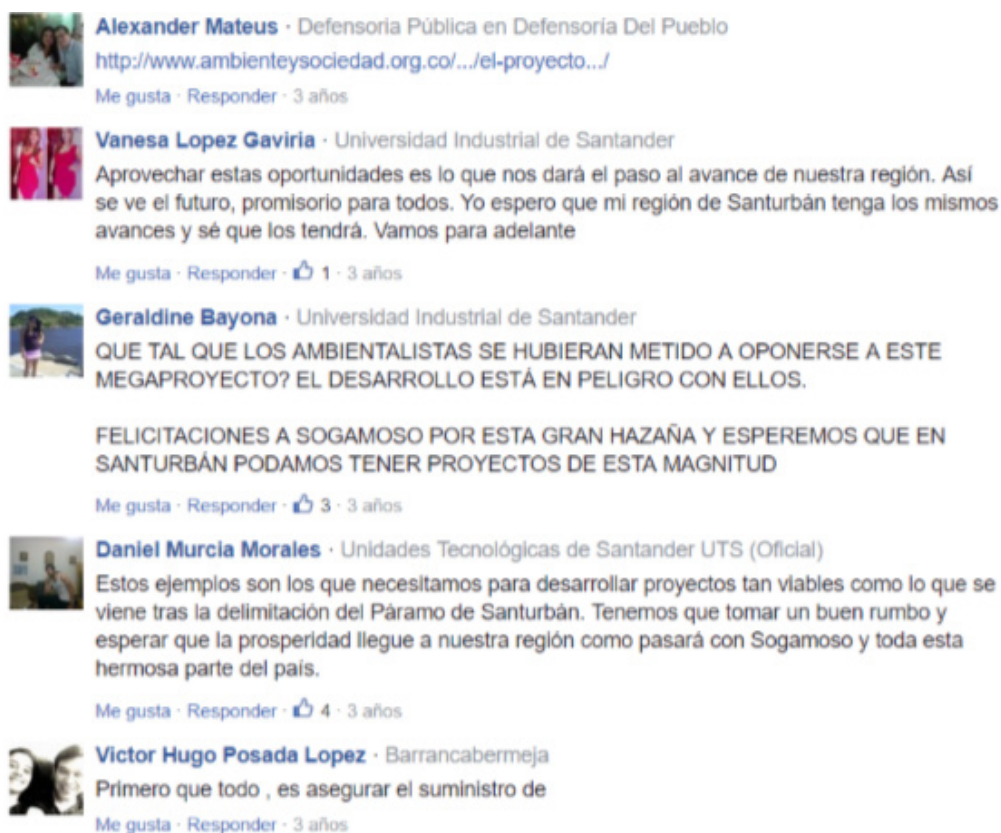 Alexander Mateus · Defensoria Pública en Defensoría Del Pueblo
http://www.ambienteysociedad.org.co/.../el-proyecto.../
Me gusta · Responder · 3 años
Vanesa Lopez Gaviria · Universidad Industrial de Santander
Aprovechar estas oportunidades es lo que nos dará el paso al avance de nuestra región. Así
se ve el futuro, promisorio para todos. Yo espero que mi región de Santurbán tenga los mismos
avances y sé que los tendrá. Vamos para adelante
Me gusta · Responder · 1 · 3 años
Geraldine Bayona · Universidad Industrial de Santander
QUE TAL QUE LOS AMBIENTALISTAS SE HUBIERAN METIDO A OPONERSE A ESTE
MEGAPROYECTO? EL DESARROLLO ESTÁ EN PELIGRO CON ELLOS.
FELICITACIONES A SOGAMOSO POR ESTA GRAN HAZAÑA Y ESPEREMOS QUE EN
SANTURBÁN PODAMOS TENER PROYECTOS DE ESTA MAGNITUD
Me gusta · Responder · 3 · 3 años
Daniel Murcia Morales · Unidades Tecnológicas de Santander UTS (Oficial)
Estos ejemplos son los que necesitamos para desarrollar proyectos tan viables como lo que se
viene tras la delimitación del Páramo de Santurbán. Tenemos que tomar un buen rumbo y
esperar que la prosperidad llegue a nuestra región como pasará con Sogamoso y toda esta
hermosa parte del país.
Me gusta · Responder · 4 · 3 años
Victor Hugo Posada Lopez · Barrancabermeja
Primero que todo , es asegurar el suministro de
Me gusta · Responder · 3 años